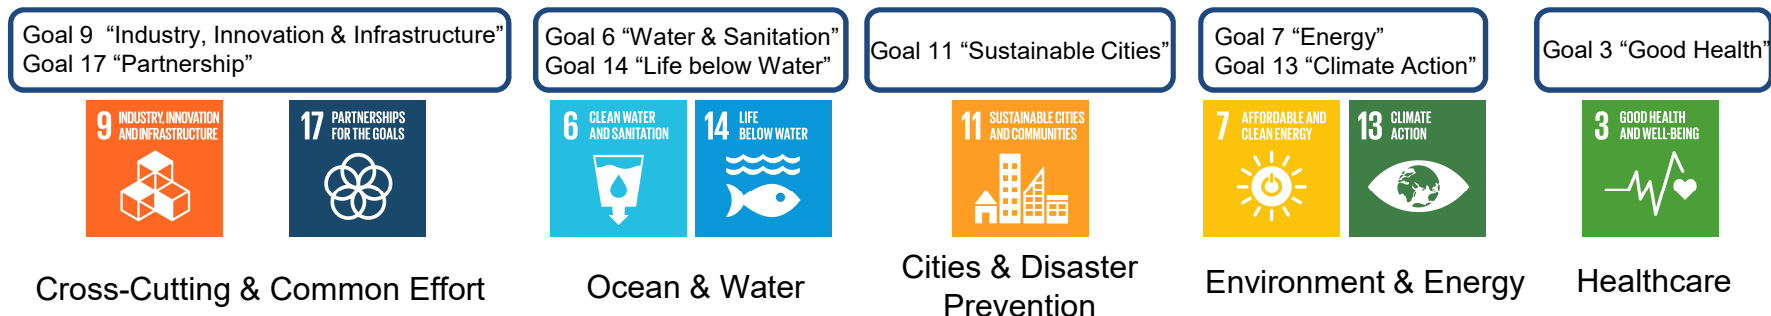 Goal 9  “Industry, Innovation & Infrastructure”
Goal 17 “Partnership”
Goal 6 “Water & Sanitation”
Goal 14 “Life below Water”
Goal 11 “Sustainable Cities”
Goal 7 “Energy”
Goal 13 “Climate Action”
Goal 3 “Good Health”
9 INDUSTRY, INNOVATION
AND INFRASTRUCTURE
17 PARTNERSHIPS
FOR THE GOALS
6 CLEAN WATER
AND SANITATION
14 LIFE
BELOW WATER
11 SUSTAINABLE CITIES
AND COMMUNITIES
7 AFFORDABLE AND
CLEAN ENERGY
13 CLIMATE
ACTION
3 GOOD HEALTH
AND WELL-BEING
Cross-Cutting & Common Effort
Ocean & Water
Cities & Disaster
Prevention
Environment & Energy
Healthcare